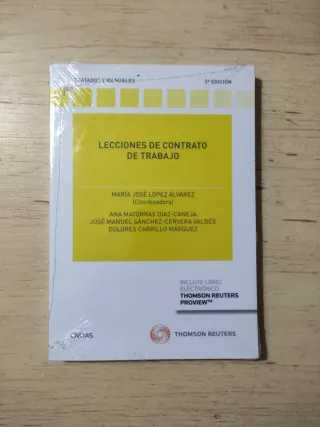 TRATADOS Y MANUALES
3ª EDICIÓN
LECCIONES DE CONTRATO
DE TRABAJO
MARÍA JOSÉ LÓPEZ ÁLVAREZ
(Coordinadora)
ANA MATORRAS DÍAZ-CANEJA
JOSÉ MANUEL SÁNCHEZ-CERVERA VALDÉS
DOLORES CARRILLO MÁRQUEZ
INCLUYE LIBRO
ELECTRÓNICO
THOMSON REUTERS
PROVIEW™
CIVITAS
THOMSON REUTERS